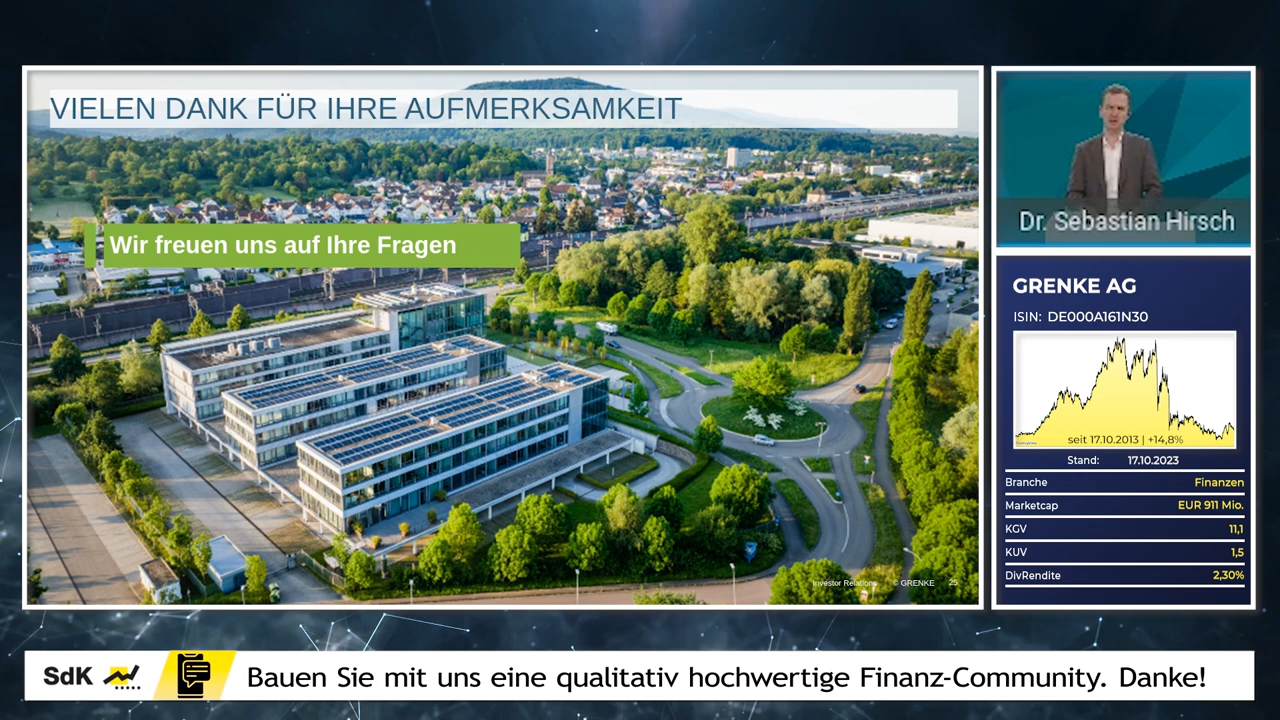 VIELEN DANK FÜR IHRE AUFMERKSAMKEIT
Wir freuen uns auf Ihre Fragen
Investor Relations © GRENKE 25
Dr. Sebastian Hirsch
GRENKE AG
ISIN: DE000A161N30
seit 17.10.2013 | +14,8%
Stand: 17.10.2023
Branche Finanzen
Marketcap EUR 911 Mio.
KGV 11,1
KUV 1,5
DivRendite 2,30%
SdK
Bauen Sie mit uns eine qualitativ hochwertige Finanz-Community. Danke!